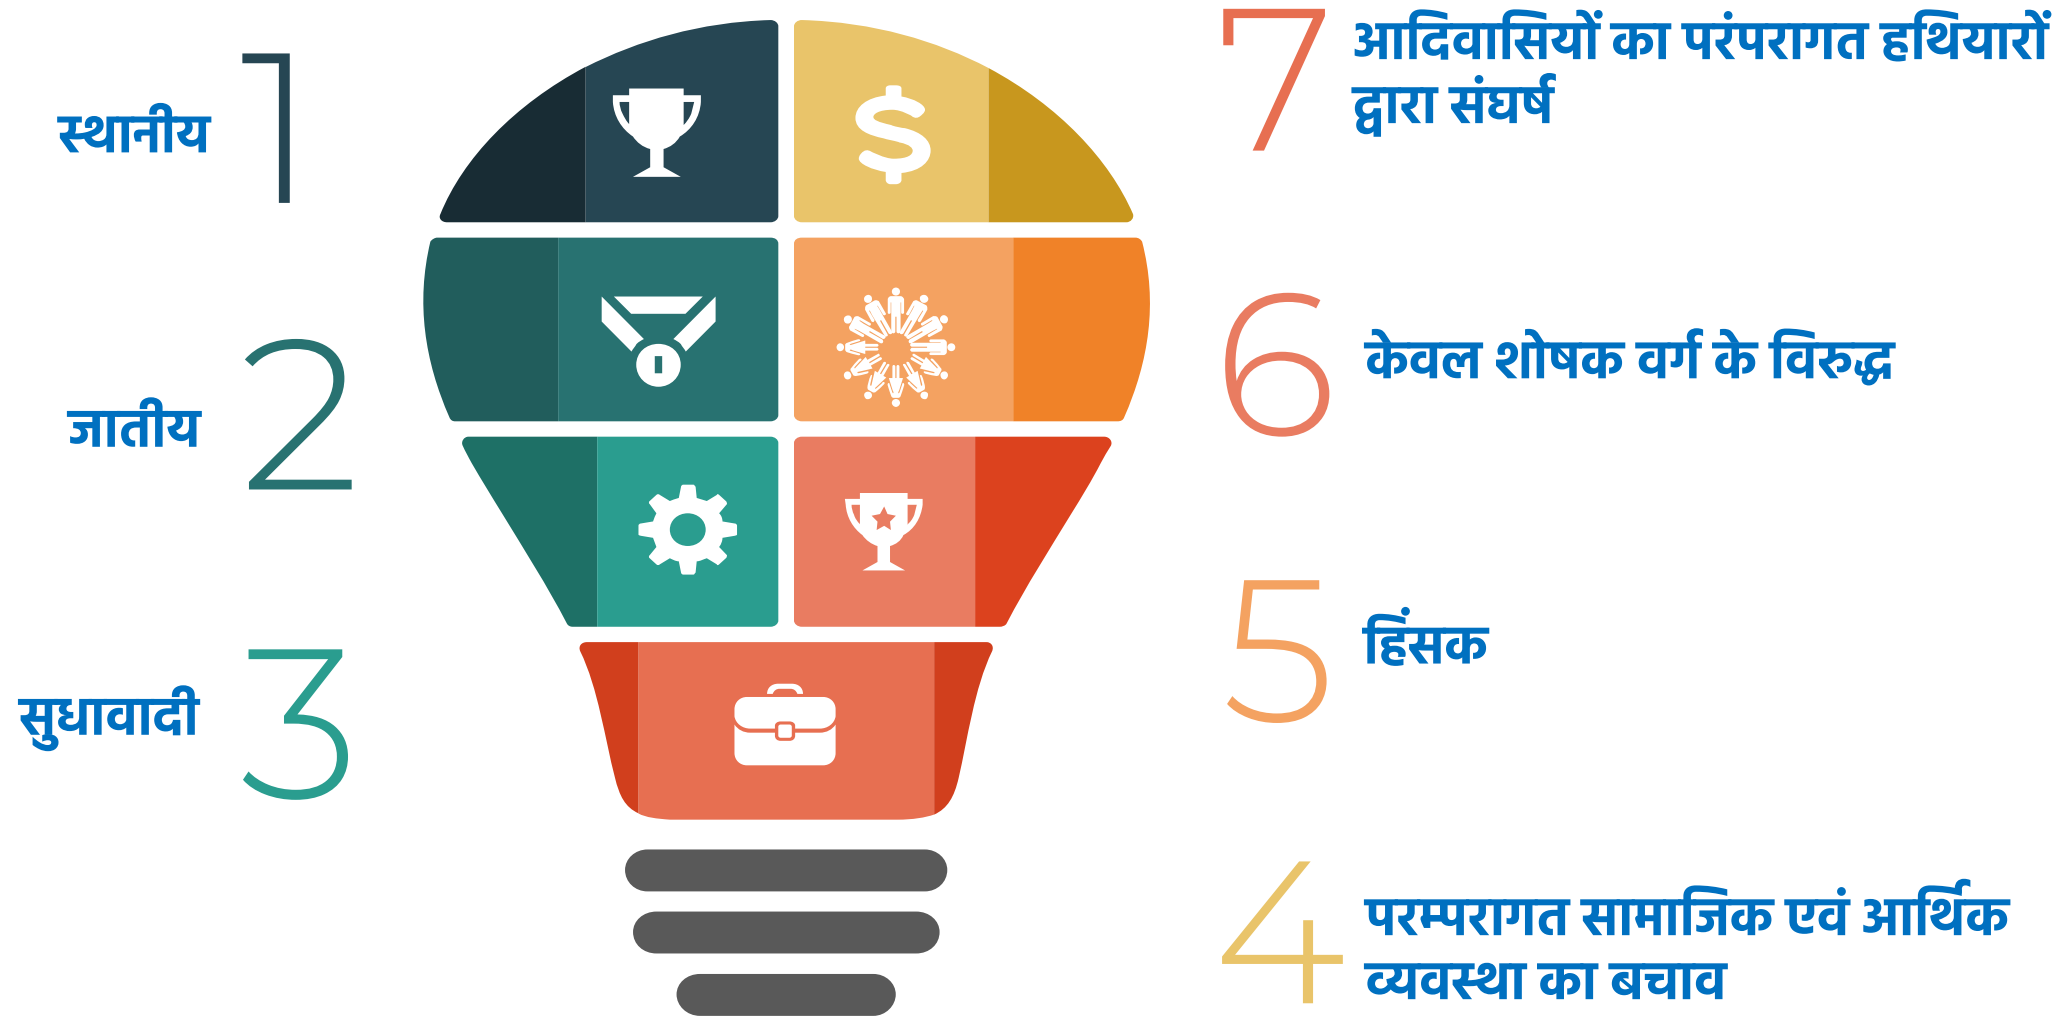 1
स्थानीय
2
जातीय
3
सुधावादी
4
परम्परागत सामाजिक एवं आर्थिक
व्यवस्था का बचाव
5
हिंसक
6
केवल शोषक वर्ग के विरुद्ध
7
आदिवासियों का परंपरागत हथियारों
द्वारा संघर्ष